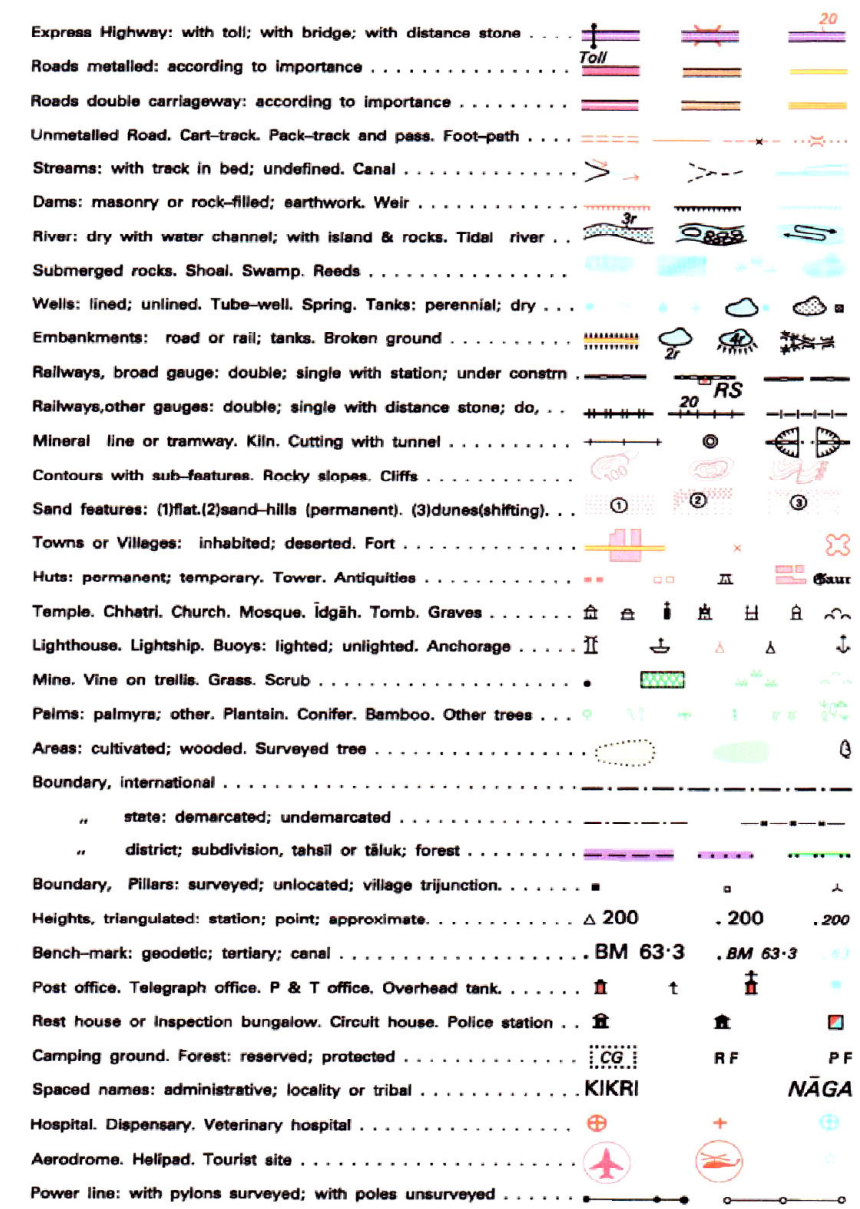 20
Express Highway: with toll; with bridge; with distance stone ....
Toll
Roads metalled: according to importance ..................
Roads double carriageway: according to importance ..........
Unmetalled Road. Cart-track. Pack-track and pass. Foot-path ....
Streams: with track in bed; undefined. Canal ................
Dams: masonry or rock-filled; earthwork. Weir ..............
River: dry with water channel; with island & rocks. Tidal river .. 3r
Submerged rocks. Shoal. Swamp. Reeds ................
Wells: lined; unlined. Tube-well. Spring. Tanks: perennial; dry ...
Embankments: road or rail; tanks. Broken ground .......... 2r 4r
Railways, broad gauge: double; single with station; under constrn . RS
Railways,other gauges: double; single with distance stone; do, .. 20
Mineral line or tramway. Kiln. Cutting with tunnel ..........
Contours with sub-features. Rocky slopes. Cliffs ............ 100
Sand features: (1)flat.(2)sand-hills (permanent). (3)dunes(shifting). .. 1 2 3
Towns or Villages: inhabited; deserted. Fort ................
Huts: permanent; temporary. Tower. Antiquities ............ Gaur
Temple. Chhatri. Church. Mosque. Īdgāh. Tomb. Graves .......
Lighthouse. Lightship. Buoys: lighted; unlighted. Anchorage .....
Mine. Vine on trellis. Grass. Scrub ......................
Palms: palmyra; other. Plantain. Conifer. Bamboo. Other trees ...
Areas: cultivated; wooded. Surveyed tree ..................
Boundary, international ..............................
„ state: demarcated; undemarcated ................
„ district; subdivision, tahsīl or tāluk; forest .........
Boundary, Pillars: surveyed; unlocated; village trijunction. ......
Heights, triangulated: station; point; approximate. ........... 200 .200 .200
Bench-mark: geodetic; tertiary; canal .................. .BM 63·3 .BM 63·3 .63
Post office. Telegraph office. P & T office. Overhead tank. ......
Rest house or Inspection bungalow. Circuit house. Police station ..
Camping ground. Forest: reserved; protected .............. CG RF PF
Spaced names: administrative; locality or tribal ............. KIKRI NĀGA
Hospital. Dispensary. Veterinary hospital ..................
Aerodrome. Helipad. Tourist site ......................
Power line: with pylons surveyed; with poles unsurveyed ......